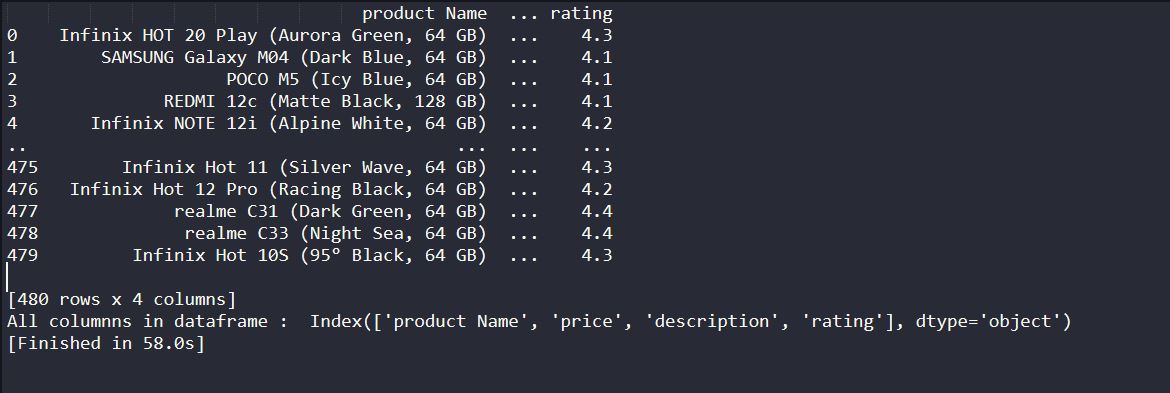 product Name ... rating
0 Infinix HOT 20 Play (Aurora Green, 64 GB) ... 4.3
1 SAMSUNG Galaxy M04 (Dark Blue, 64 GB) ... 4.1
2 POCO M5 (Icy Blue, 64 GB) ... 4.1
3 REDMI 12c (Matte Black, 128 GB) ... 4.1
4 Infinix NOTE 12i (Alpine White, 64 GB) ... 4.2
.. ... ... ...
475 Infinix Hot 11 (Silver Wave, 64 GB) ... 4.3
476 Infinix Hot 12 Pro (Racing Black, 64 GB) ... 4.2
477 realme C31 (Dark Green, 64 GB) ... 4.4
478 realme C33 (Night Sea, 64 GB) ... 4.4
479 Infinix Hot 10S (95° Black, 64 GB) ... 4.3
[480 rows x 4 columns]
All columnns in dataframe :  Index(['product Name', 'price', 'description', 'rating'], dtype='object')
[Finished in 58.0s]